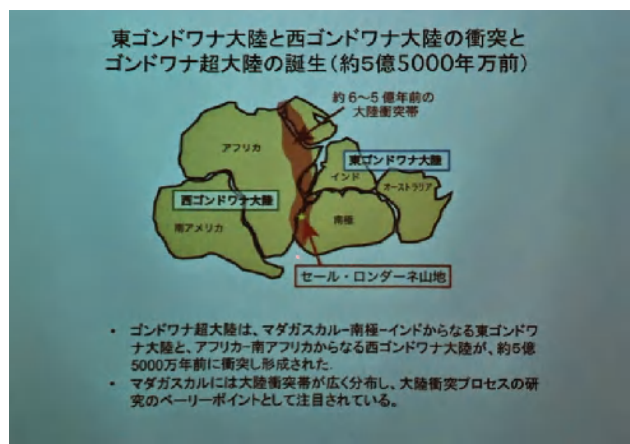 東ゴンドワナ大陸と西ゴンドワナ大陸の衝突と
ゴンドワナ超大陸の誕生(約5億5000年万前)
約6~5億年前の
大陸衝突帯
アフリカ
東ゴンドワナ大陸
インド
オーストラリア
西ゴンドワナ大陸
南アメリカ
南極
セール・ロンダーネ山地
・ ゴンドワナ超大陸は、マダガスカル-南極-インドからなる東ゴンドワ
ナ大陸と、アフリカ-南アフリカからなる西ゴンドワナ大陸が、約5億
5000万年前に衝突し形成された.
・ マダガスカルには大陸衝突帯が広く分布し、大陸衝突プロセスの研
究のベーリーポイントとして注目されている。